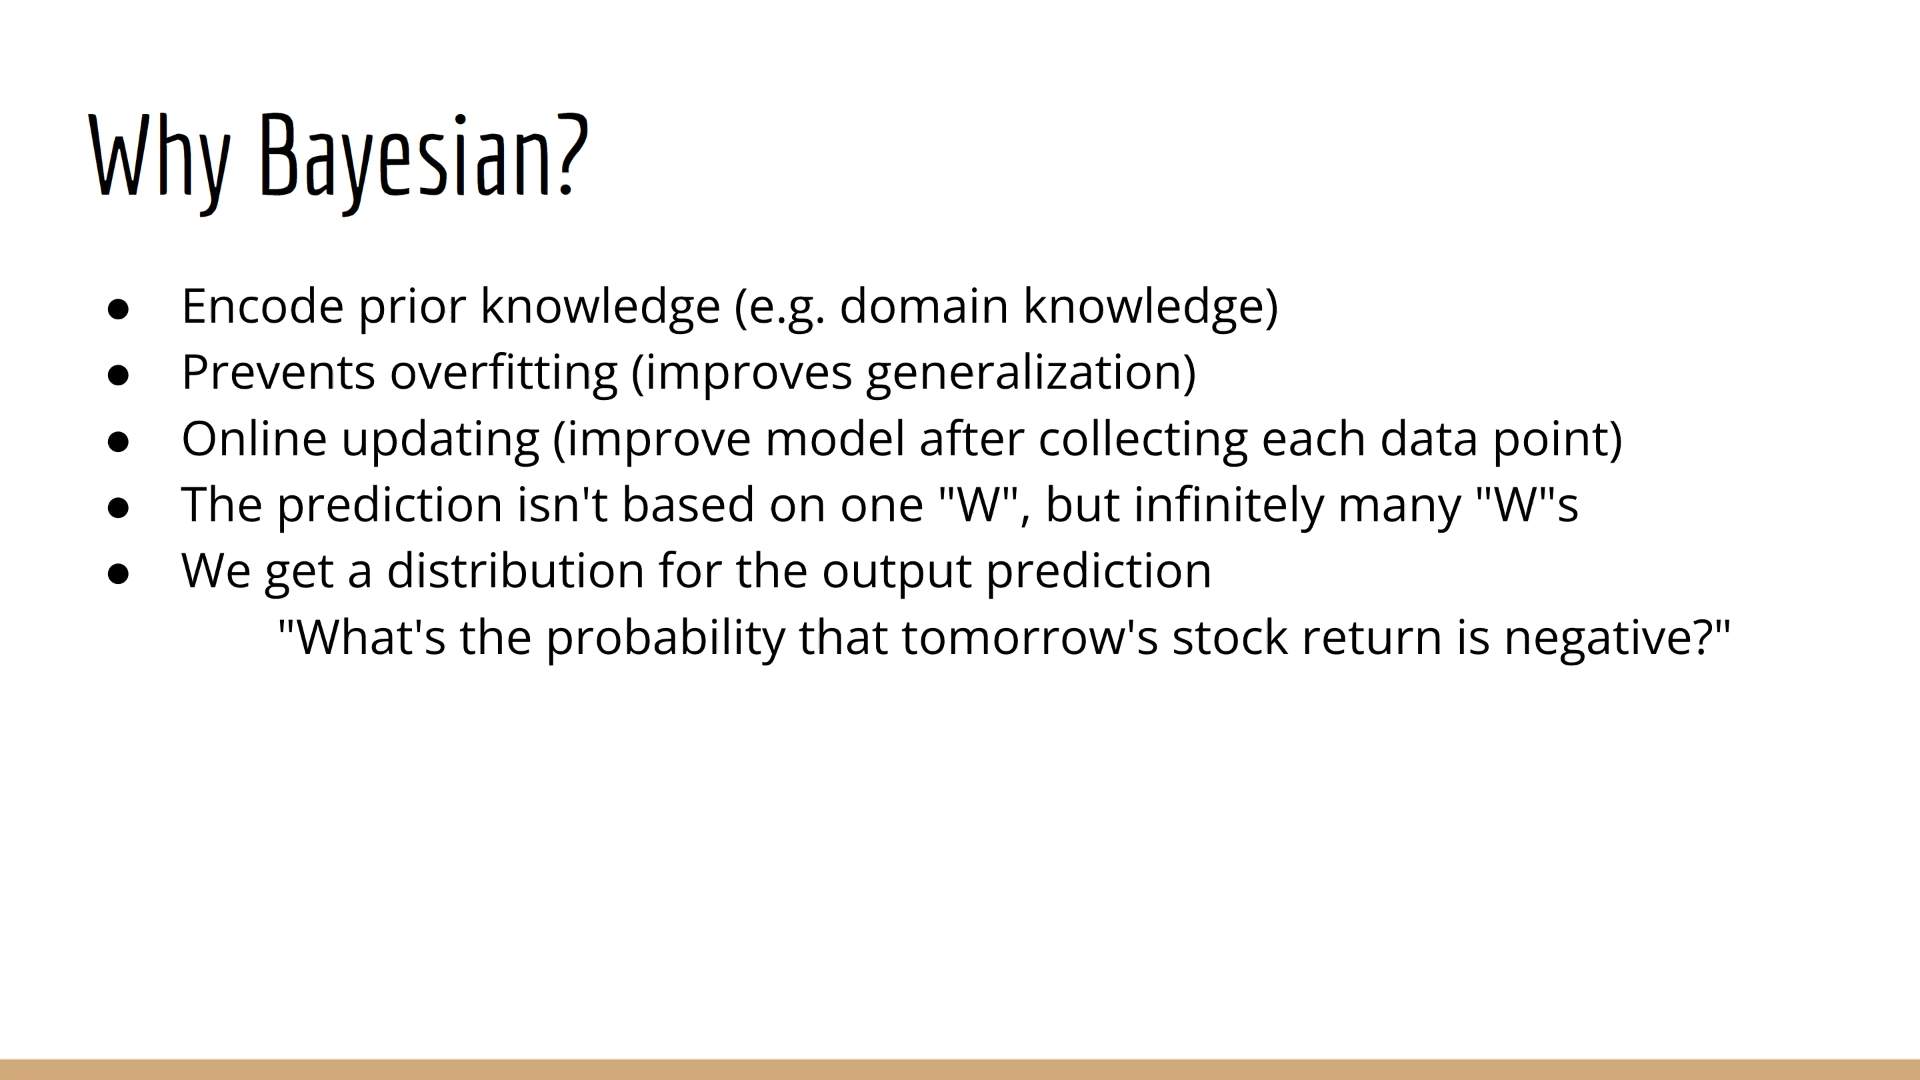 Why Bayesian?
● Encode prior knowledge (e.g. domain knowledge)
● Prevents overfitting (improves generalization)
● Online updating (improve model after collecting each data point)
● The prediction isn't based on one "W", but infinitely many "W"s
● We get a distribution for the output prediction
"What's the probability that tomorrow's stock return is negative?"